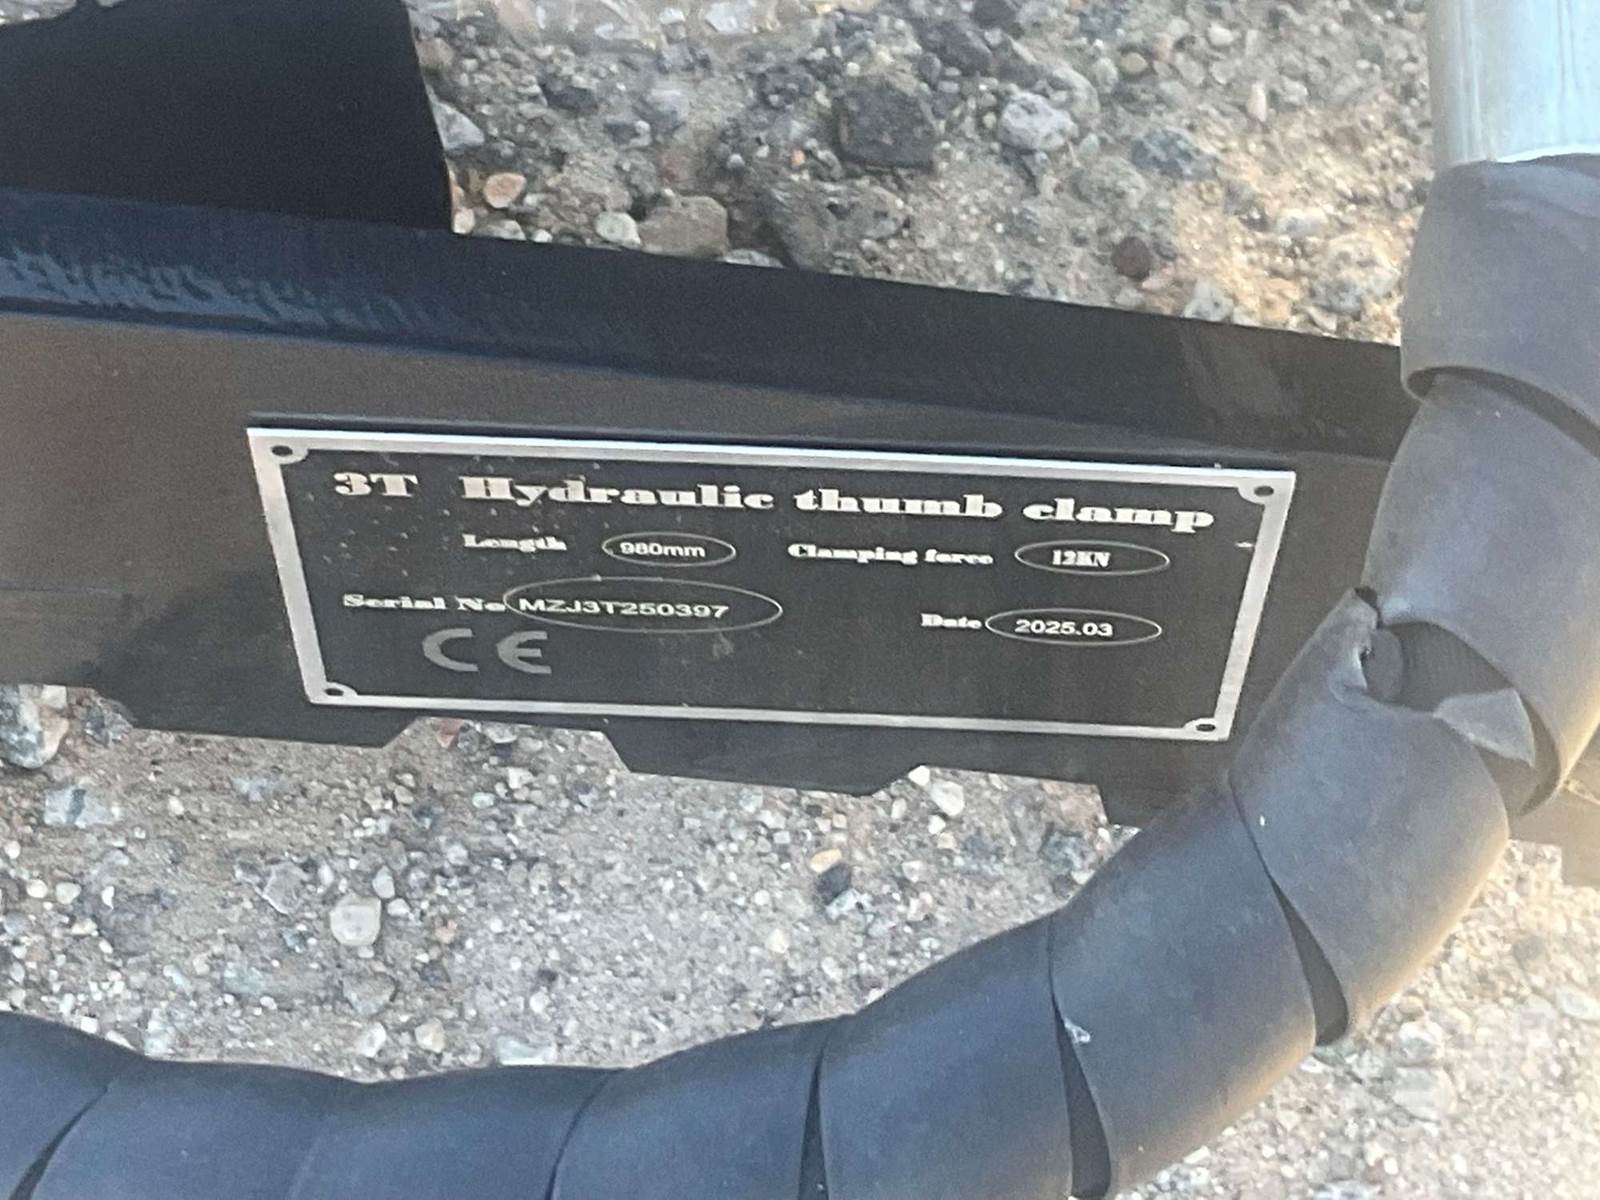 3T Hydraulic thumb clamp
Length 980mm Clamping force 12KN
Serial No MZJ3T250397 Date 2025.03
CE